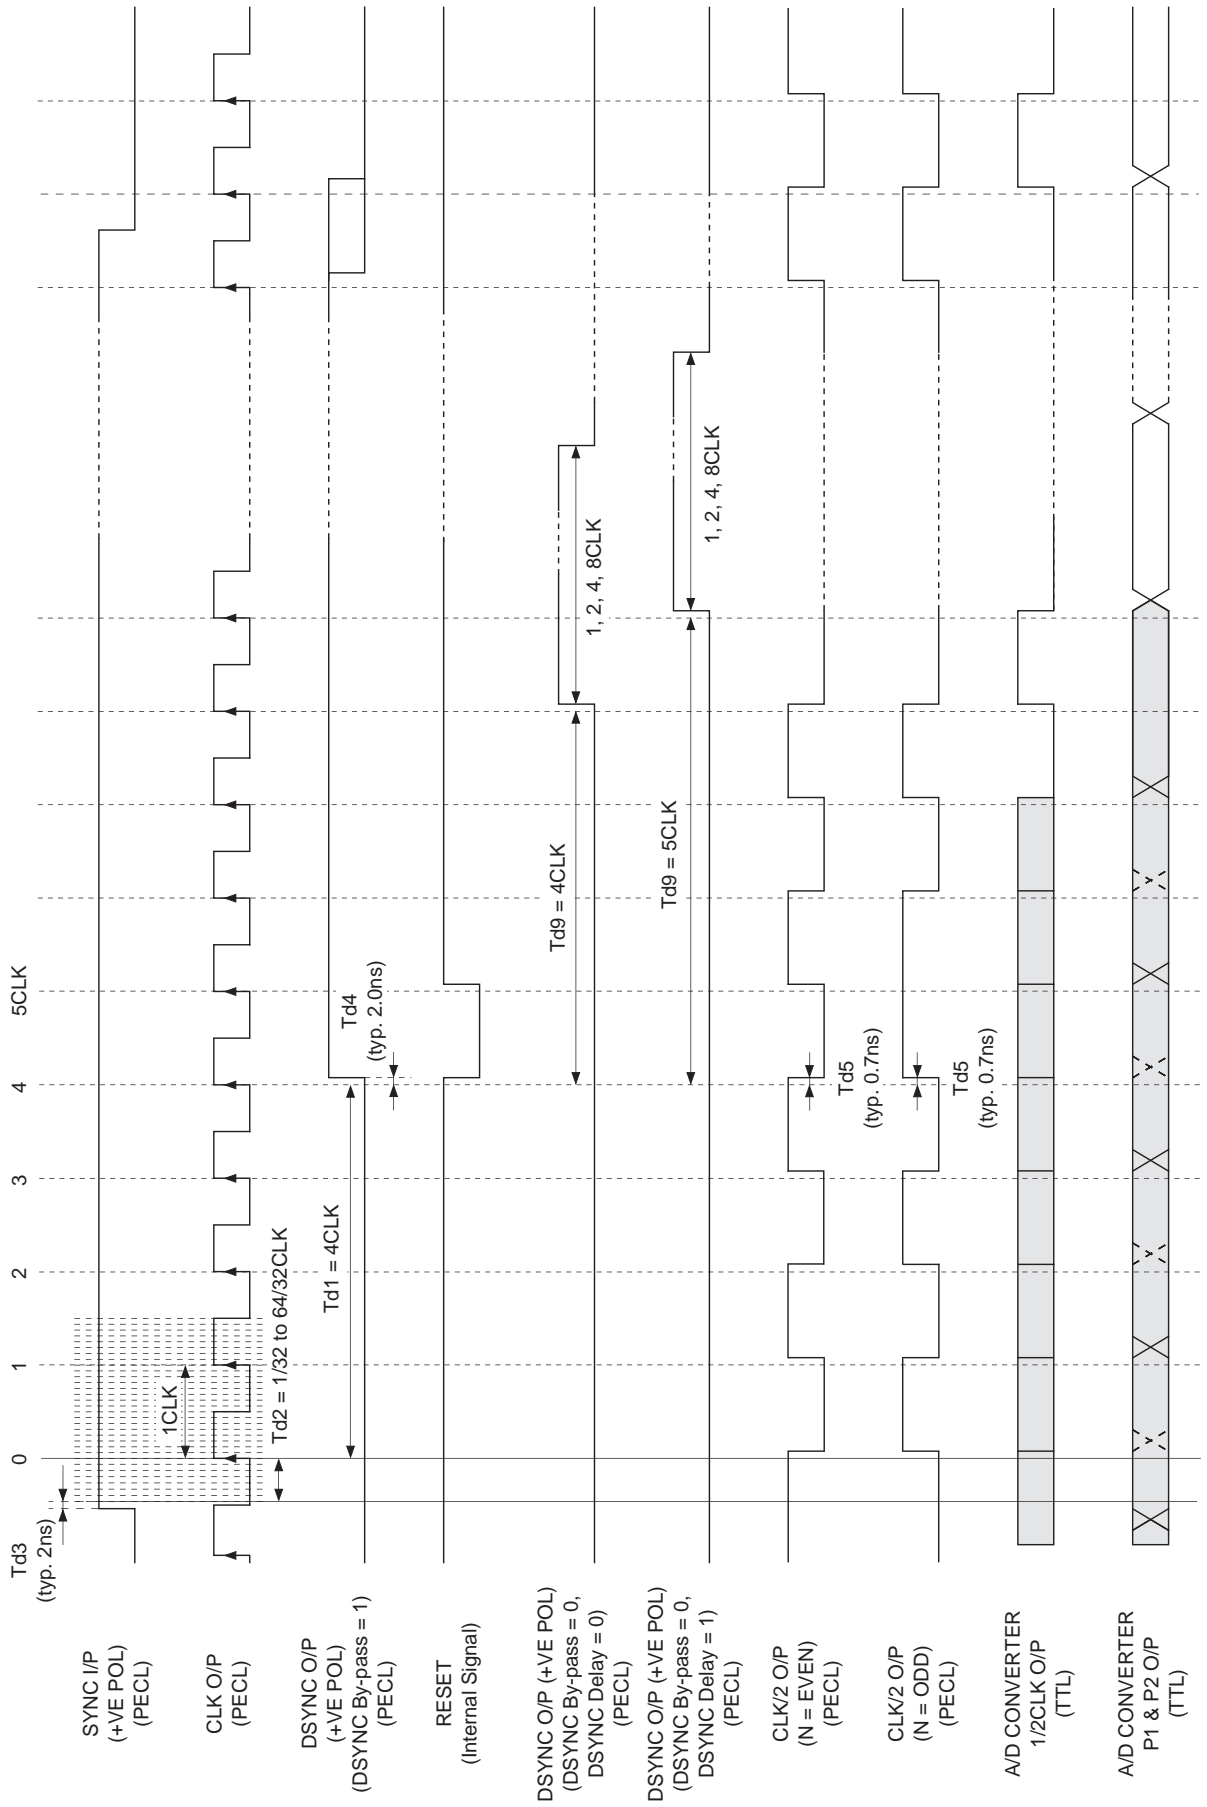 Td3
(typ. 2ns)
0
1
2
3
4
5CLK
SYNC I/P
(+VE POL)
(PECL)
1CLK
CLK O/P
(PECL)
Td2 = 1/32 to 64/32CLK
DSYNC O/P
(+VE POL)
(DSYNC By-pass = 1)
(PECL)
Td1 = 4CLK
Td4
(typ. 2.0ns)
RESET
(Internal Signal)
DSYNC O/P (+VE POL)
(DSYNC By-pass = 0,
DSYNC Delay = 0)
(PECL)
Td9 = 4CLK
1, 2, 4, 8CLK
DSYNC O/P (+VE POL)
(DSYNC By-pass = 0,
DSYNC Delay = 1)
(PECL)
Td9 = 5CLK
1, 2, 4, 8CLK
CLK/2 O/P
(N = EVEN)
(PECL)
Td5
(typ. 0.7ns)
CLK/2 O/P
(N = ODD)
(PECL)
Td5
(typ. 0.7ns)
A/D CONVERTER
1/2CLK O/P
(TTL)
A/D CONVERTER
P1 & P2 O/P
(TTL)